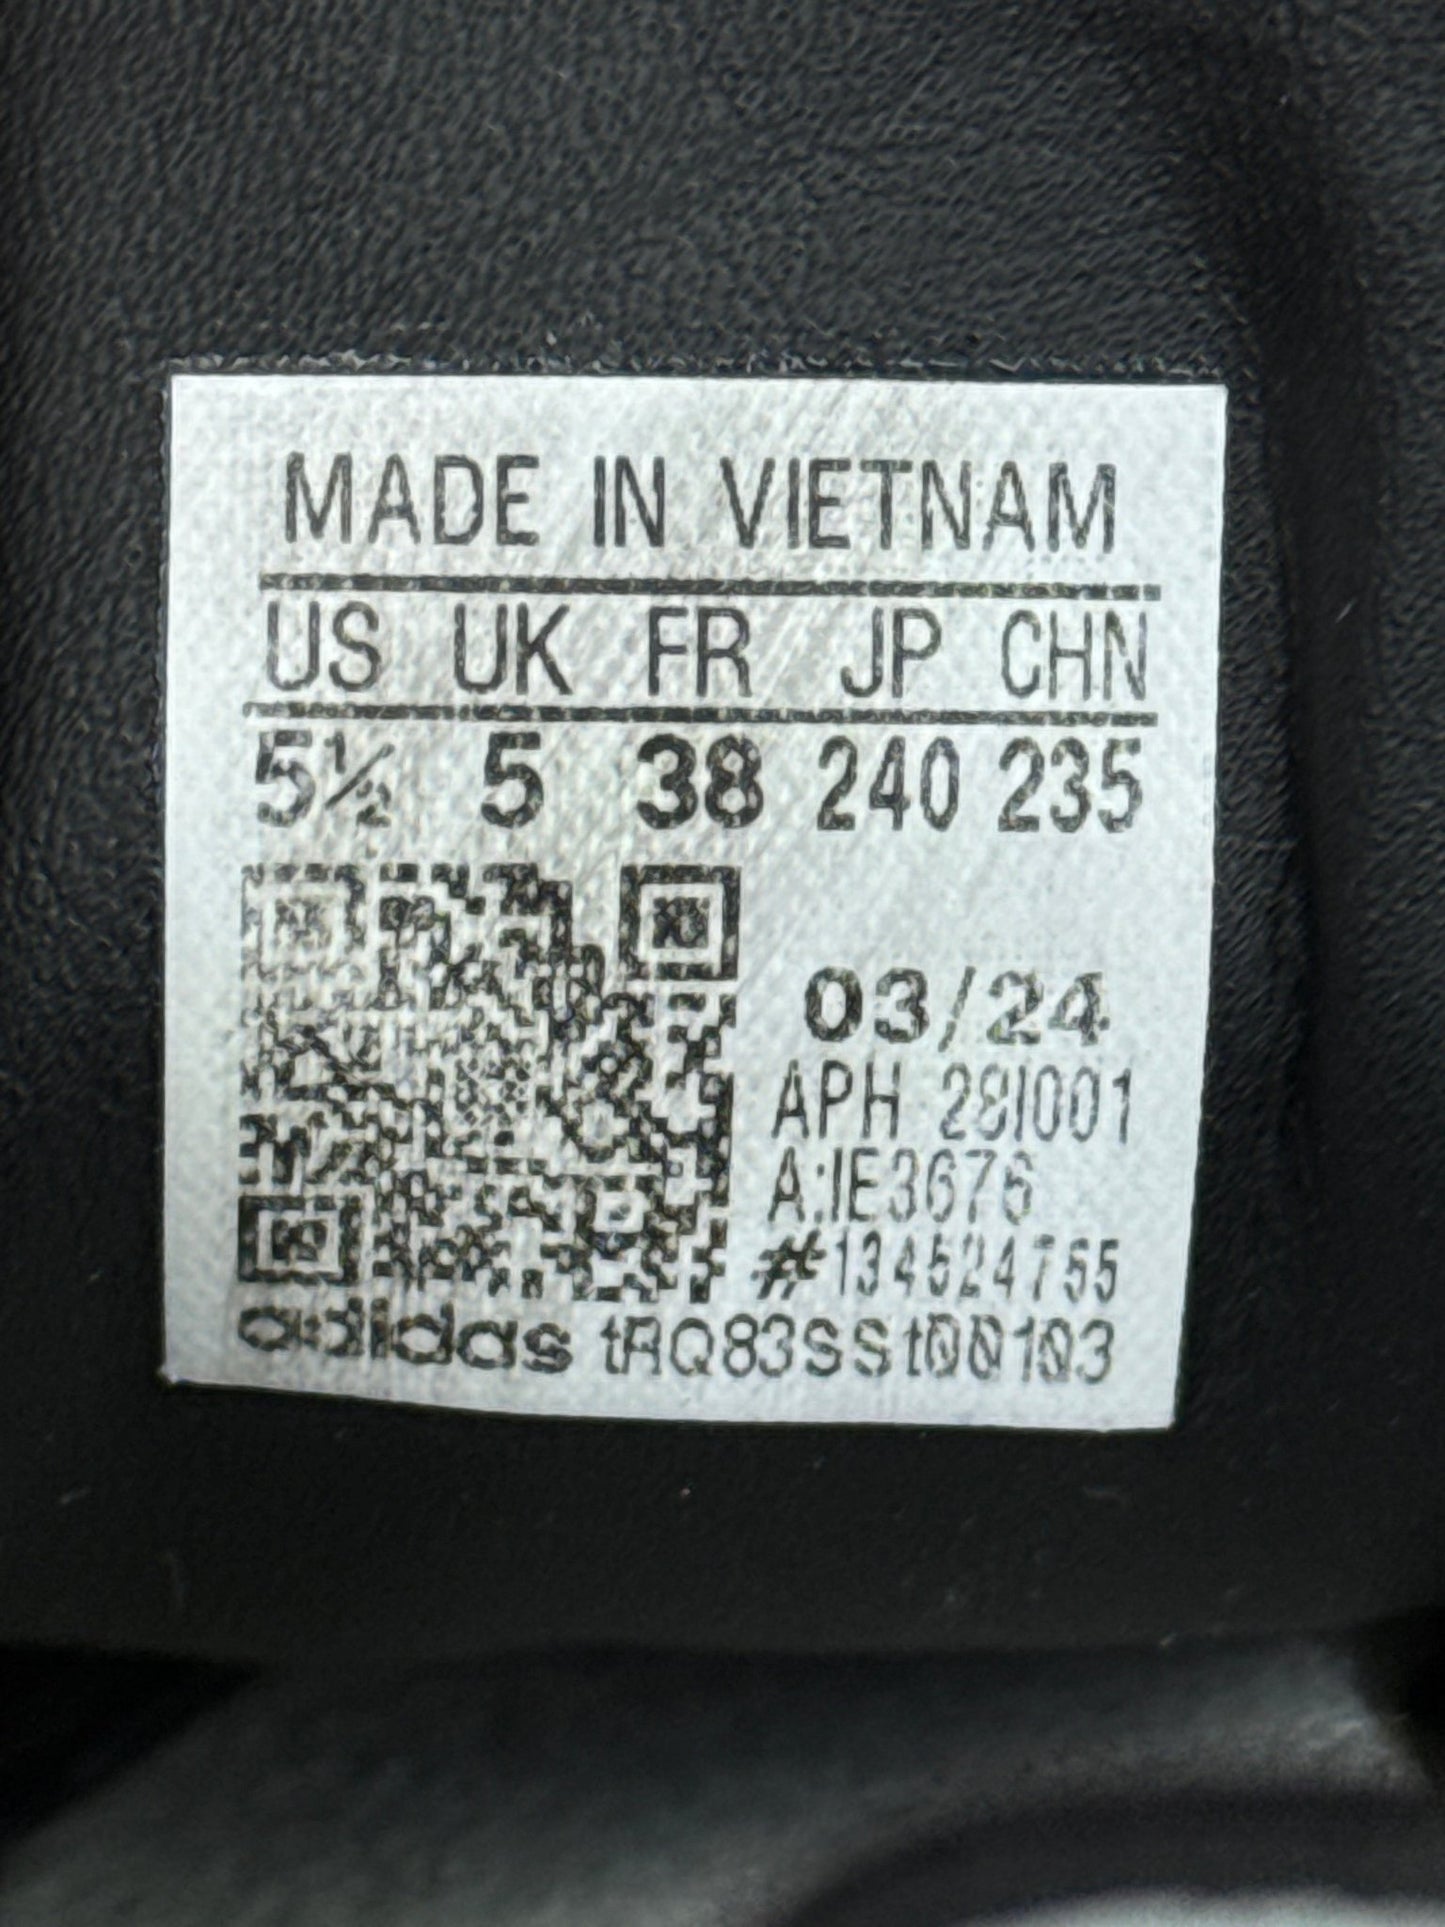 MADE IN VIETNAM
US UK FR JP CHN
5½ 5 38 240 235
03/24
APH 28I001
A:IE3676
#134524755
adidas